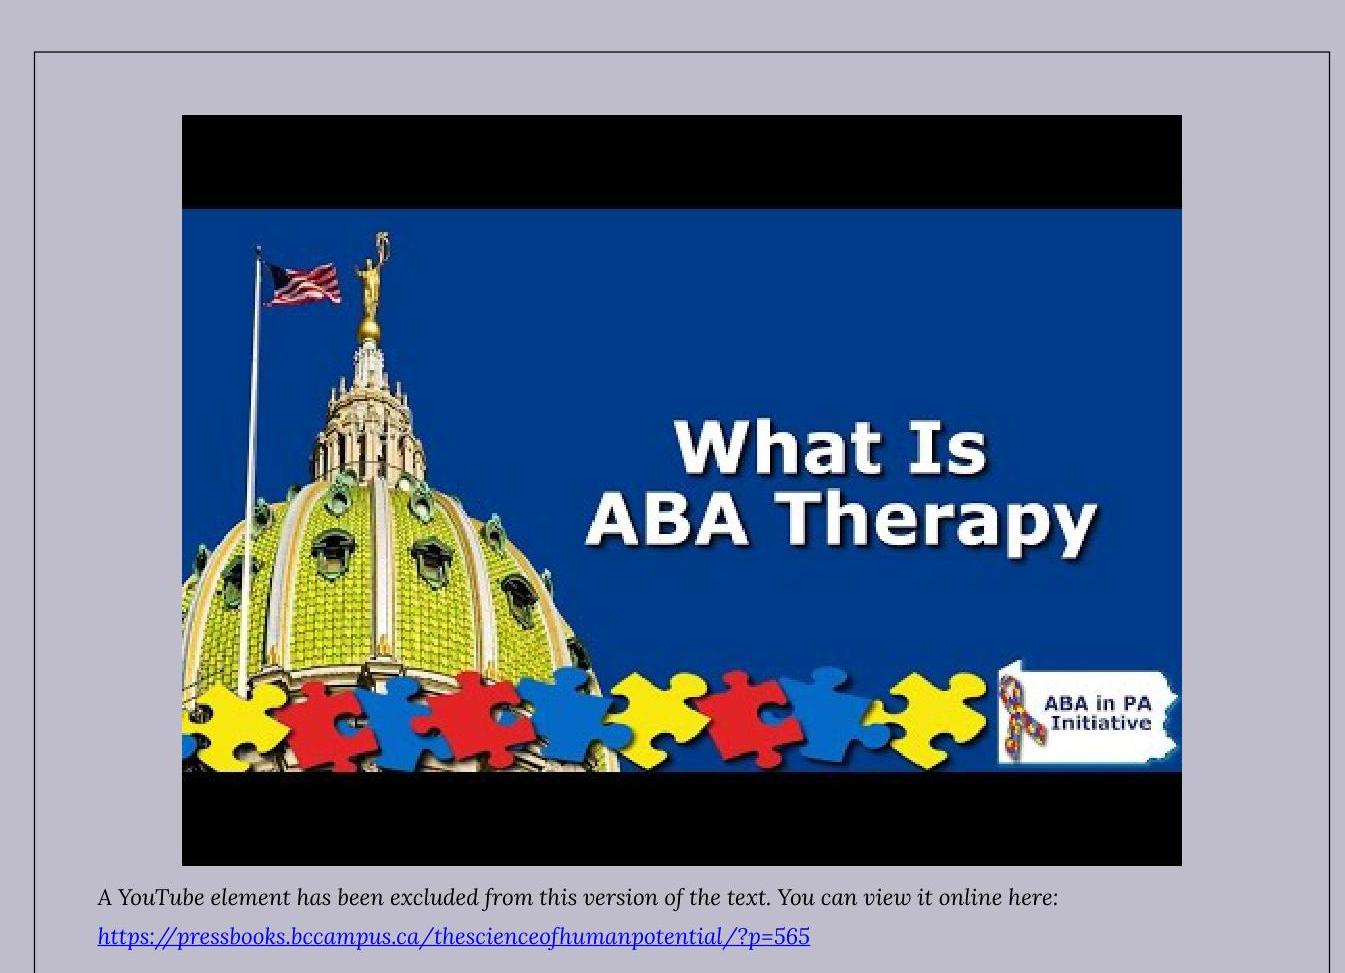 What Is
ABA Therapy
ABA in PA
Initiative
A YouTube element has been excluded from this version of the text. You can view it online here:
https://pressbooks.bccampus.ca/thescienceofhumanpotential/?p=565